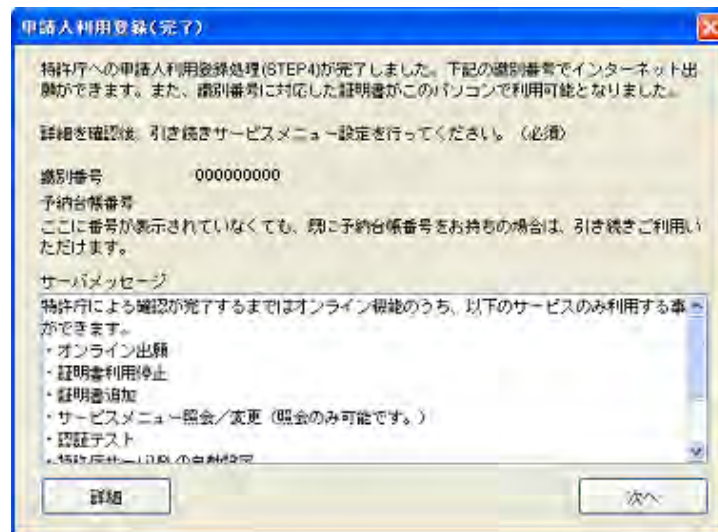 申請人利用登録(完了)
特許庁への申請人利用登録処理(STEP4)が完了しました。下記の識別番号でインターネット出
願ができます。また、識別番号に対応した証明書がこのパソコンで利用可能となりました。
詳細を確認後、引き続きサービスメニュー設定を行ってください。（必須）
識別番号 000000000
予納台帳番号
ここに番号が表示されていなくても、既に予納台帳番号をお持ちの場合は、引き続きご利用い
ただけます。
サーバメッセージ
特許庁による確認が完了するまではオンライン機能のうち、以下のサービスのみ利用する事
ができます。
・オンライン出願
・証明書利用停止
・証明書追加
・サービスメニュー照会／変更（照会のみ可能です。）
・認証テスト
・特許庁サーバURLの自動設定
詳細
次へ